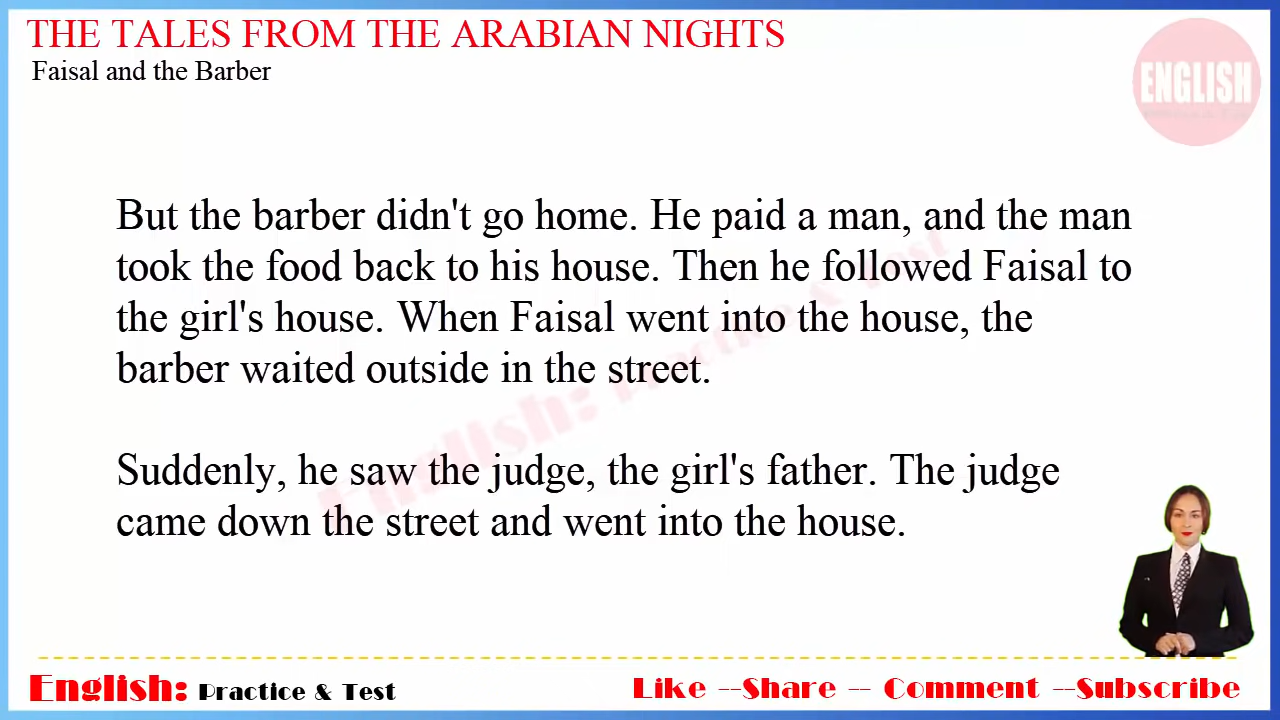 THE TALES FROM THE ARABIAN NIGHTS
Faisal and the Barber
ENGLISH
But the barber didn't go home. He paid a man, and the man
took the food back to his house. Then he followed Faisal to
the girl's house. When Faisal went into the house, the
barber waited outside in the street.
Suddenly, he saw the judge, the girl's father. The judge
came down the street and went into the house.
English: Practice & Test
English: Practice & Test
Like --Share -- Comment --Subscribe